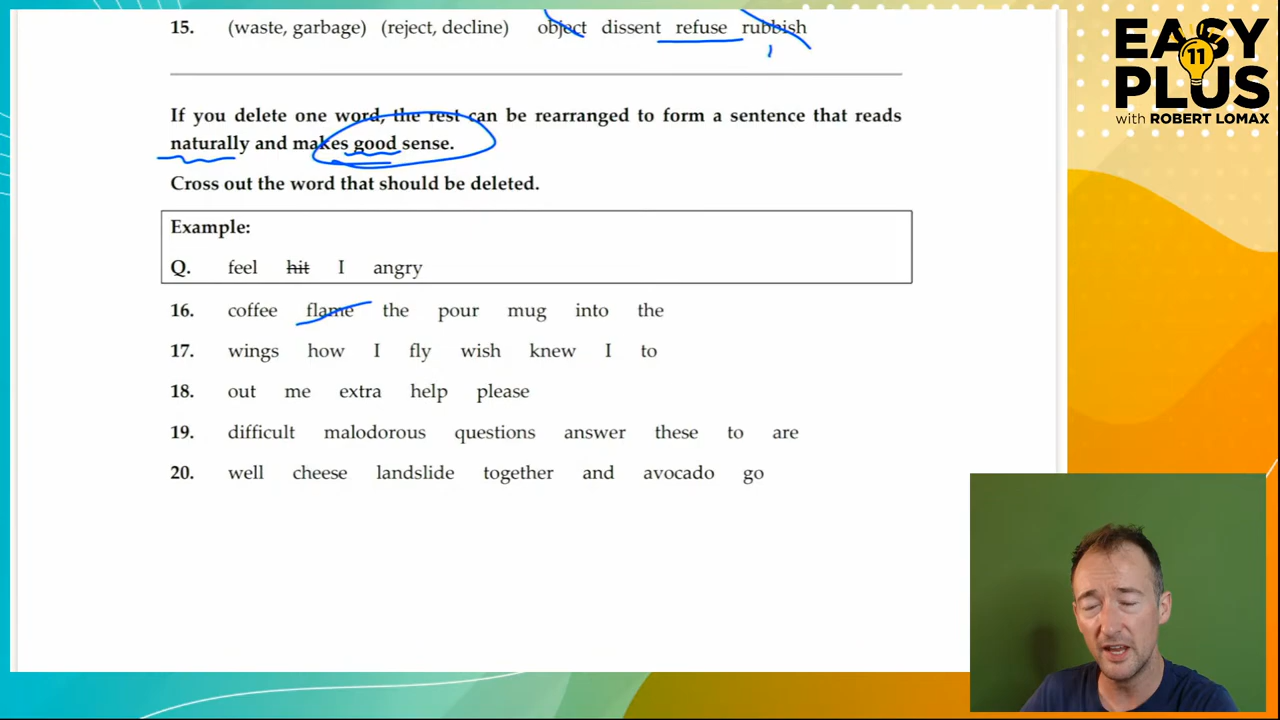 15. (waste, garbage) (reject, decline) object dissent refuse rubbish
If you delete one word, the rest can be rearranged to form a sentence that reads
naturally and makes good sense.
Cross out the word that should be deleted.
Example:
Q. feel hit I angry
16. coffee flame the pour mug into the
17. wings how I fly wish knew I to
18. out me extra help please
19. difficult malodorous questions answer these to are
20. well cheese landslide together and avocado go
EASY
11
PLUS
with ROBERT LOMAX